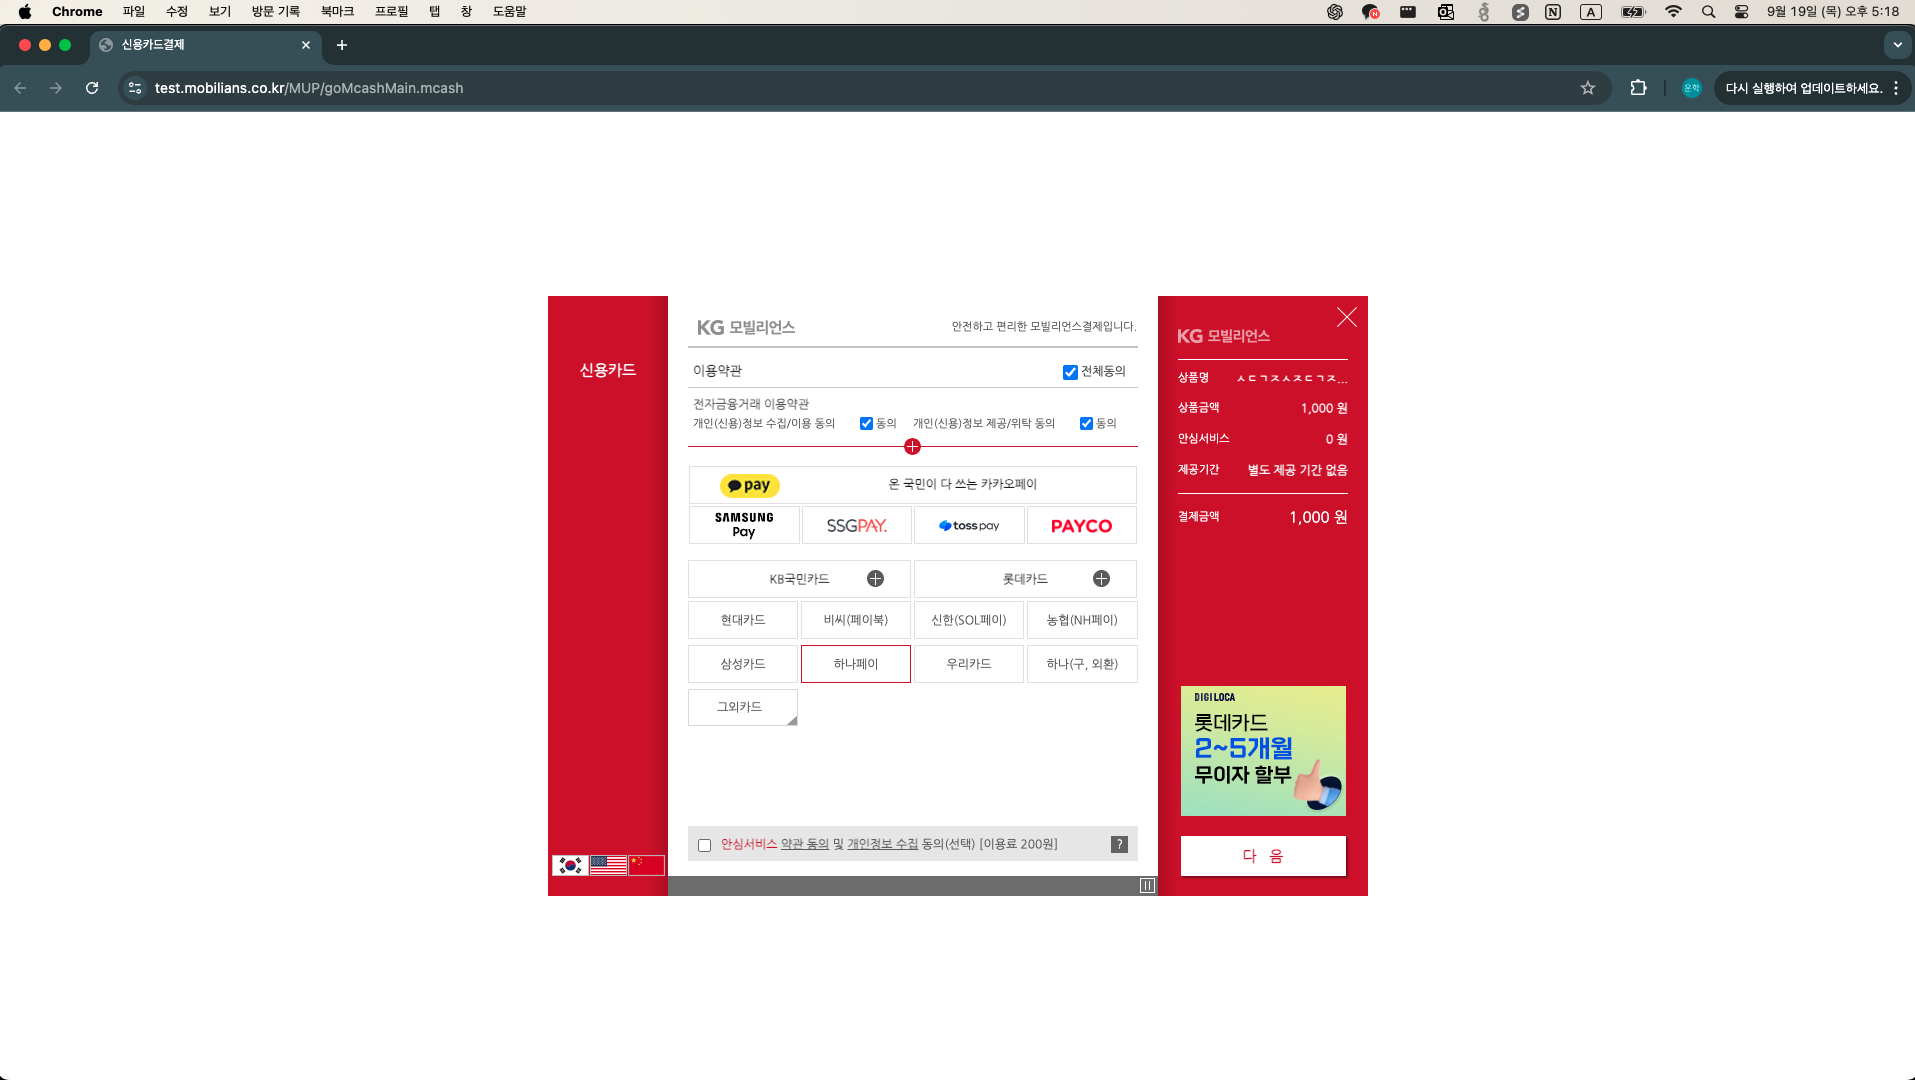 Chrome 파일 수정 보기 방문 기록 북마크 프로필 탭 창 도움말
A
9월 19일 (목) 오후 5:18
신용카드결제
test.mobilians.co.kr/MUP/goMcashMain.mcash
운학
다시 실행하여 업데이트하세요.
신용카드
KG 모빌리언스
안전하고 편리한 모빌리언스결제입니다.
이용약관
전체동의
전자금융거래 이용약관
개인(신용)정보 수집/이용 동의 동의 개인(신용)정보 제공/위탁 동의 동의
pay 온 국민이 다 쓰는 카카오페이
SAMSUNG Pay SSGPAY. toss pay PAYCO
KB국민카드 롯데카드
현대카드 비씨(페이북) 신한(SOL페이) 농협(NH페이)
삼성카드 하나페이 우리카드 하나(구, 외환)
그외카드
안심서비스 약관 동의 및 개인정보 수집 동의(선택) [이용료 200원] ?
KG 모빌리언스
상품명
상품금액 1,000 원
안심서비스 0 원
제공기간 별도 제공 기간 없음
결제금액 1,000 원
DIGI LOCA
롯데카드
2~5개월
무이자 할부
다 음